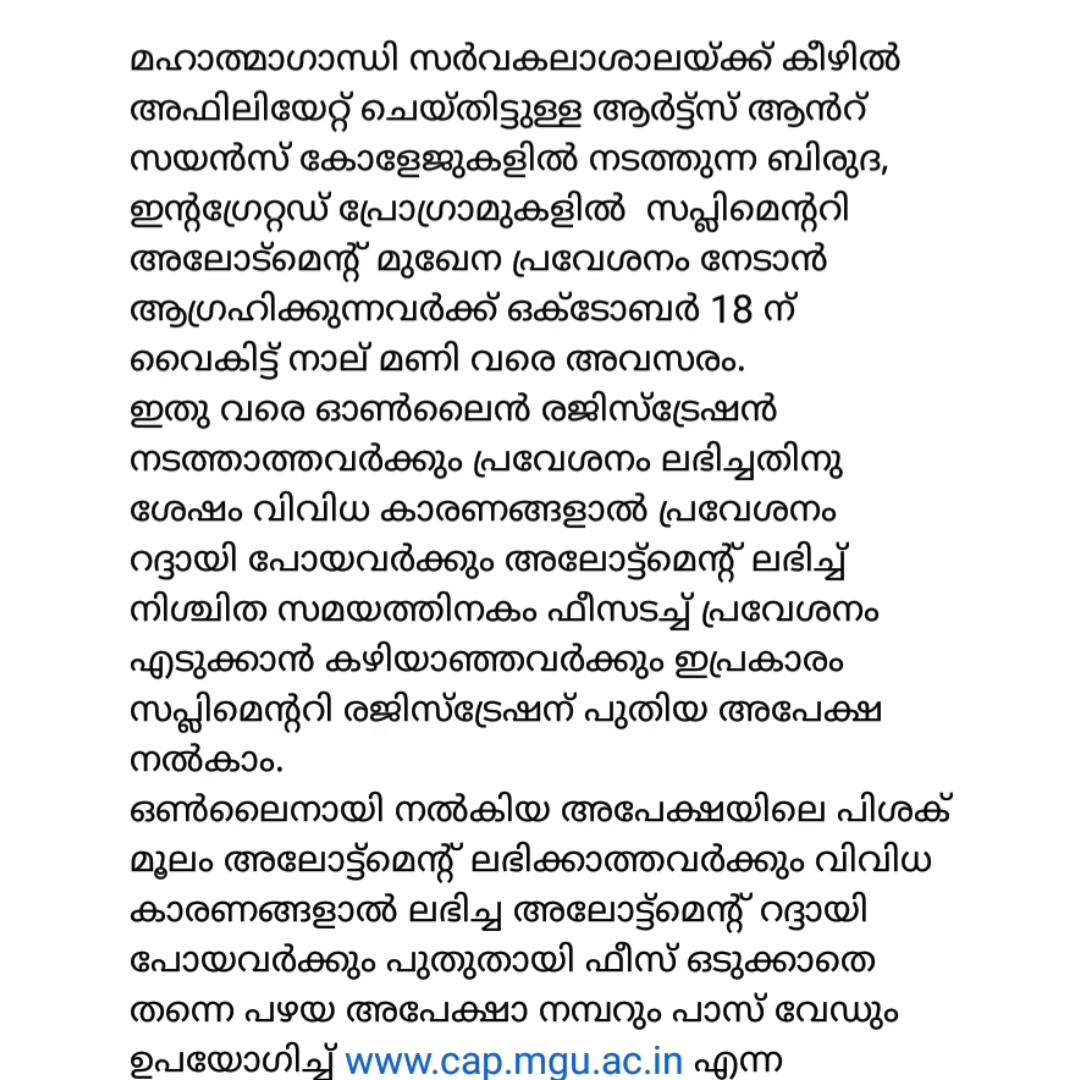 മഹാത്മാഗാന്ധി സർവകലാശാലയ്ക്ക് കീഴിൽ
അഫിലിയേറ്റ് ചെയ്തിട്ടുള്ള ആർട്ട്സ് ആൻറ്
സയൻസ് കോളേജുകളിൽ നടത്തുന്ന ബിരുദ,
ഇന്റഗ്രേറ്റഡ് പ്രോഗ്രാമുകളിൽ സപ്ലിമെന്ററി
അലോട്മെന്റ് മുഖേന പ്രവേശനം നേടാൻ
ആഗ്രഹിക്കുന്നവർക്ക് ഒക്ടോബർ 18 ന്
വൈകിട്ട് നാല് മണി വരെ അവസരം.
ഇതു വരെ ഓൺലൈൻ രജിസ്ട്രേഷൻ
നടത്താത്തവർക്കും പ്രവേശനം ലഭിച്ചതിനു
ശേഷം വിവിധ കാരണങ്ങളാൽ പ്രവേശനം
റദ്ദായി പോയവർക്കും അലോട്ട്മെന്റ് ലഭിച്ച്
നിശ്ചിത സമയത്തിനകം ഫീസടച്ച് പ്രവേശനം
എടുക്കാൻ കഴിയാഞ്ഞവർക്കും ഇപ്രകാരം
സപ്ലിമെന്ററി രജിസ്ട്രേഷന് പുതിയ അപേക്ഷ
നൽകാം.
ഒൺലൈനായി നൽകിയ അപേക്ഷയിലെ പിശക്
മൂലം അലോട്ട്മെന്റ് ലഭിക്കാത്തവർക്കും വിവിധ
കാരണങ്ങളാൽ ലഭിച്ച അലോട്ട്മെന്റ് റദ്ദായി
പോയവർക്കും പുതുതായി ഫീസ് ഒടുക്കാതെ
തന്നെ പഴയ അപേക്ഷാ നമ്പറും പാസ് വേഡും
ഉപയോഗിച്ച് www.cap.mgu.ac.in എന്ന